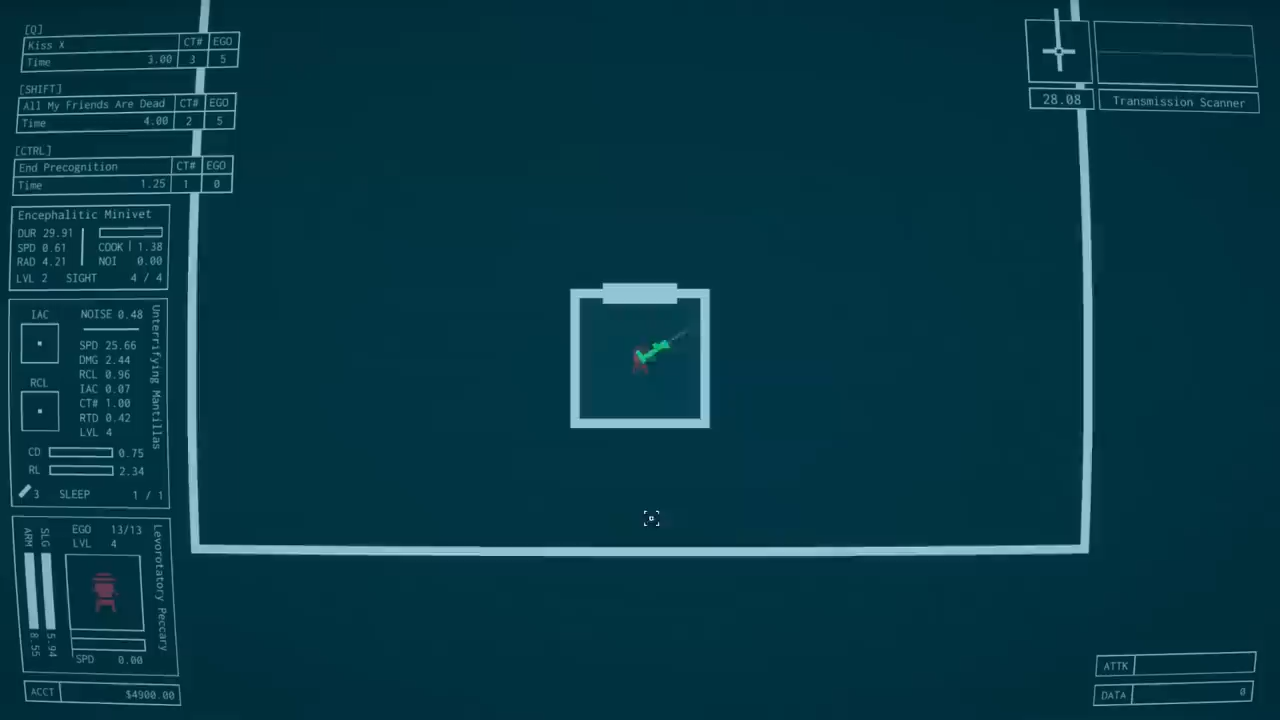 [Q]
Kiss X CT# EGO
Time 3.00 3 5
[SHIFT]
All My Friends Are Dead CT# EGO
Time 4.00 2 5
[CTRL]
End Precognition CT# EGO
Time 1.25 1 0
Encephalitic Minivet
DUR 29.91
SPD 0.61 COOK 1.38
RAD 4.21 NOI 0.00
LVL 2 SIGHT 4 / 4
IAC NOISE 0.48
Unterrifying Mantillas
SPD 25.66
DMG 2.44
RCL RCL 0.96
IAC 0.07
CT# 1.00
RTD 0.42
LVL 4
CD 0.75
RL 2.34
3 SLEEP 1 / 1
ARM SLG EGO 13/13
LVL 4
Levorotatory Peccary
8.55 5.94
SPD 0.00
ACCT $4900.00
28.08 Transmission Scanner
ATTK
DATA 0